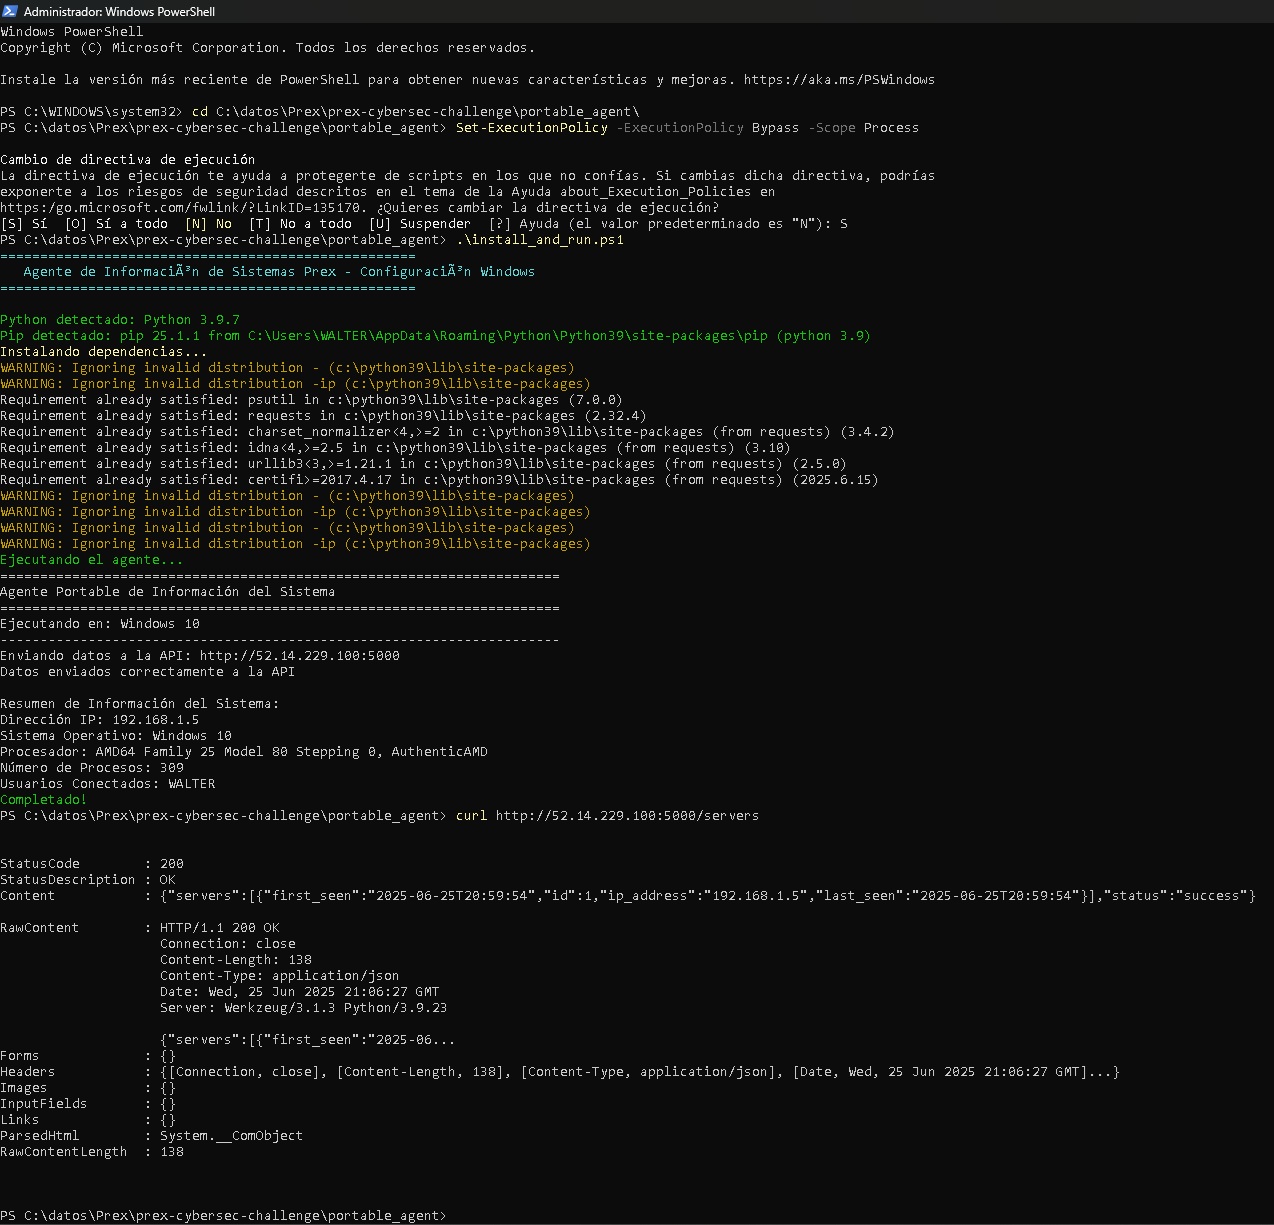 Administrador: Windows PowerShell
Windows PowerShell
Copyright (C) Microsoft Corporation. Todos los derechos reservados.
Instale la versión más reciente de PowerShell para obtener nuevas características y mejoras. https://aka.ms/PSWindows
PS C:\WINDOWS\system32> cd C:\datos\Prex\prex-cybersec-challenge\portable_agent\
PS C:\datos\Prex\prex-cybersec-challenge\portable_agent> Set-ExecutionPolicy -ExecutionPolicy Bypass -Scope Process
Cambio de directiva de ejecución
La directiva de ejecución te ayuda a protegerte de scripts en los que no confías. Si cambias dicha directiva, podrías
exponerte a los riesgos de seguridad descritos en el tema de la Ayuda about_Execution_Policies en
https:/go.microsoft.com/fwlink/?LinkID=135170. ¿Quieres cambiar la directiva de ejecución?
[S] Sí  [O] Sí a todo  [N] No  [T] No a todo  [U] Suspender  [?] Ayuda (el valor predeterminado es "N"): S
PS C:\datos\Prex\prex-cybersec-challenge\portable_agent> .\install_and_run.ps1
====================================================
   Agente de InformaciÃ³n de Sistemas Prex - ConfiguraciÃ³n Windows
====================================================
Python detectado: Python 3.9.7
Pip detectado: pip 25.1.1 from C:\Users\WALTER\AppData\Roaming\Python\Python39\site-packages\pip (python 3.9)
Instalando dependencias...
WARNING: Ignoring invalid distribution - (c:\python39\lib\site-packages)
WARNING: Ignoring invalid distribution -ip (c:\python39\lib\site-packages)
Requirement already satisfied: psutil in c:\python39\lib\site-packages (7.0.0)
Requirement already satisfied: requests in c:\python39\lib\site-packages (2.32.4)
Requirement already satisfied: charset_normalizer<4,>=2 in c:\python39\lib\site-packages (from requests) (3.4.2)
Requirement already satisfied: idna<4,>=2.5 in c:\python39\lib\site-packages (from requests) (3.10)
Requirement already satisfied: urllib3<3,>=1.21.1 in c:\python39\lib\site-packages (from requests) (2.5.0)
Requirement already satisfied: certifi>=2017.4.17 in c:\python39\lib\site-packages (from requests) (2025.6.15)
WARNING: Ignoring invalid distribution - (c:\python39\lib\site-packages)
WARNING: Ignoring invalid distribution -ip (c:\python39\lib\site-packages)
WARNING: Ignoring invalid distribution - (c:\python39\lib\site-packages)
WARNING: Ignoring invalid distribution -ip (c:\python39\lib\site-packages)
Ejecutando el agente...
======================================================================
Agente Portable de Información del Sistema
======================================================================
Ejecutando en: Windows 10
----------------------------------------------------------------------
Enviando datos a la API: http://52.14.229.100:5000
Datos enviados correctamente a la API
Resumen de Información del Sistema:
Dirección IP: 192.168.1.5
Sistema Operativo: Windows 10
Procesador: AMD64 Family 25 Model 80 Stepping 0, AuthenticAMD
Número de Procesos: 309
Usuarios Conectados: WALTER
Completado!
PS C:\datos\Prex\prex-cybersec-challenge\portable_agent> curl http://52.14.229.100:5000/servers
StatusCode        : 200
StatusDescription : OK
Content           : {"servers":[{"first_seen":"2025-06-25T20:59:54","id":1,"ip_address":"192.168.1.5","last_seen":"2025-06-25T20:59:54"}],"status":"success"}
RawContent        : HTTP/1.1 200 OK
                    Connection: close
                    Content-Length: 138
                    Content-Type: application/json
                    Date: Wed, 25 Jun 2025 21:06:27 GMT
                    Server: Werkzeug/3.1.3 Python/3.9.23
                    {"servers":[{"first_seen":"2025-06...
Forms             : {}
Headers           : {[Connection, close], [Content-Length, 138], [Content-Type, application/json], [Date, Wed, 25 Jun 2025 21:06:27 GMT]...}
Images            : {}
InputFields       : {}
Links             : {}
ParsedHtml        : System.__ComObject
RawContentLength  : 138
PS C:\datos\Prex\prex-cybersec-challenge\portable_agent>